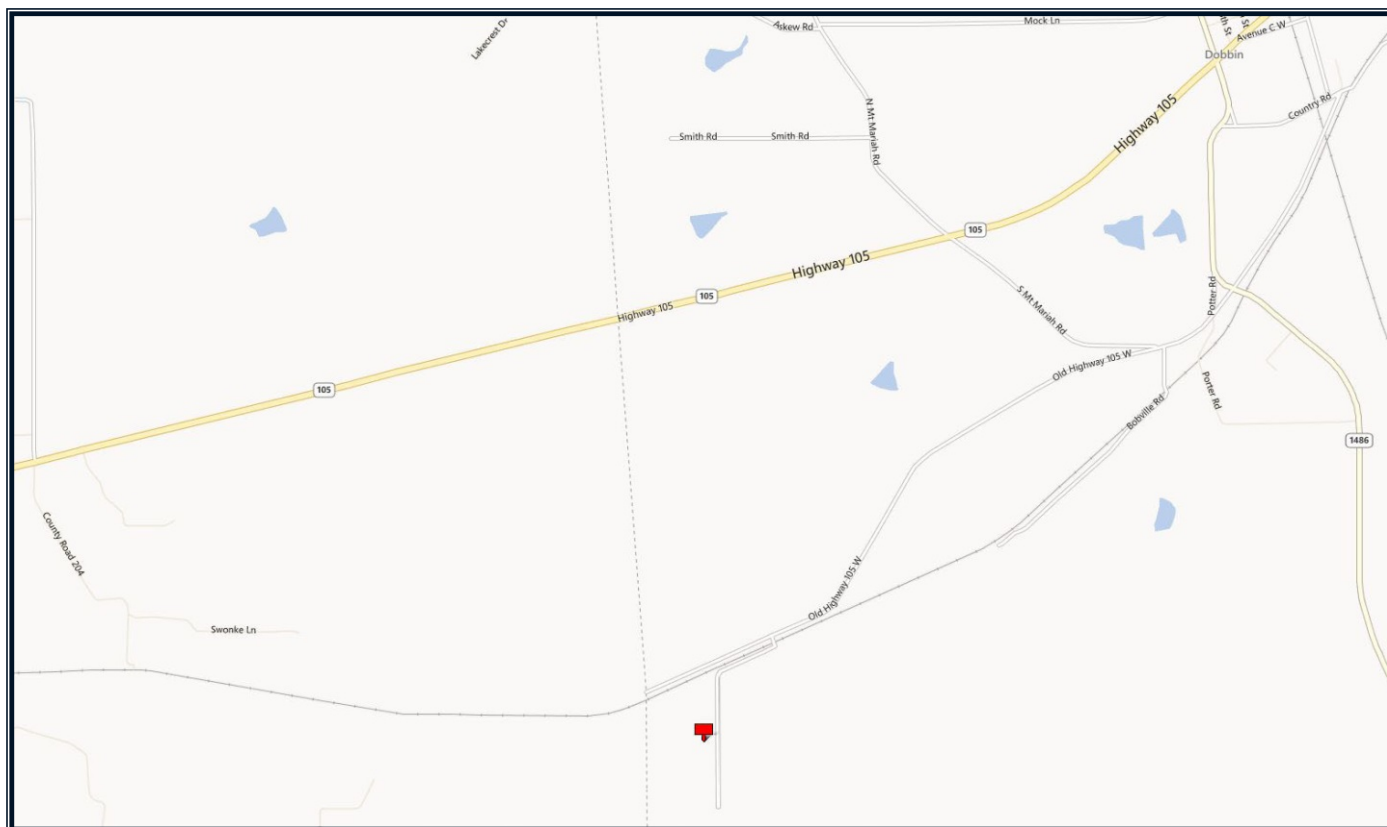 Lakecrest Dr
Askew Rd
Mock Ln
Avenue C W
Dobbin
N Mt Mariah Rd
Smith Rd
Smith Rd
Country Rd
Highway 105
105
Highway 105
105
Highway 105
S Mt Mariah Rd
Potter Rd
Old Highway 105 W
Porter Rd
105
Bobville Rd
1486
County Road 204
Old Highway 105 W
Swonke Ln